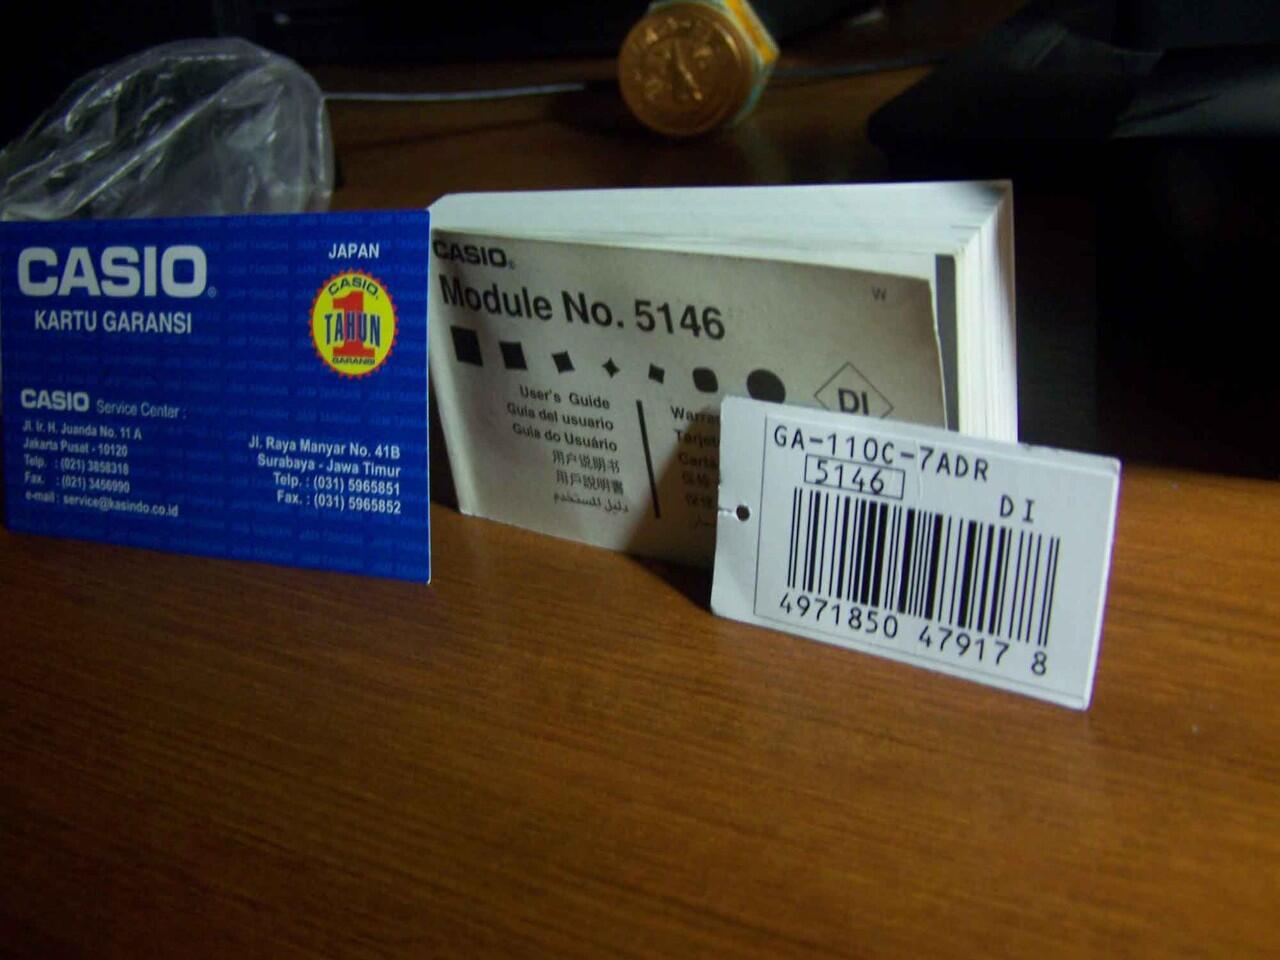 CASIO®
KARTU GARANSI
JAPAN
CASIO.
1
TAHUN
GARANSI
CASIO Service Center :
Jl. Ir. H. Juanda No. 11 A
Jakarta Pusat - 10120
Telp. : (021) 3858318
Fax. : (021) 3456990
e-mail : service@kasindo.co.id
Jl. Raya Manyar No. 41B
Surabaya - Jawa Timur
Telp. : (031) 5965851
Fax. : (031) 5965852
CASIO®
W
Module No. 5146
DI
User's Guide
Guía del usuario
Guia do Usuário
用户说明书
用戶説明書
دليل المستخدم
GA-110C-7ADR
5146
DI
4971850 47917 8